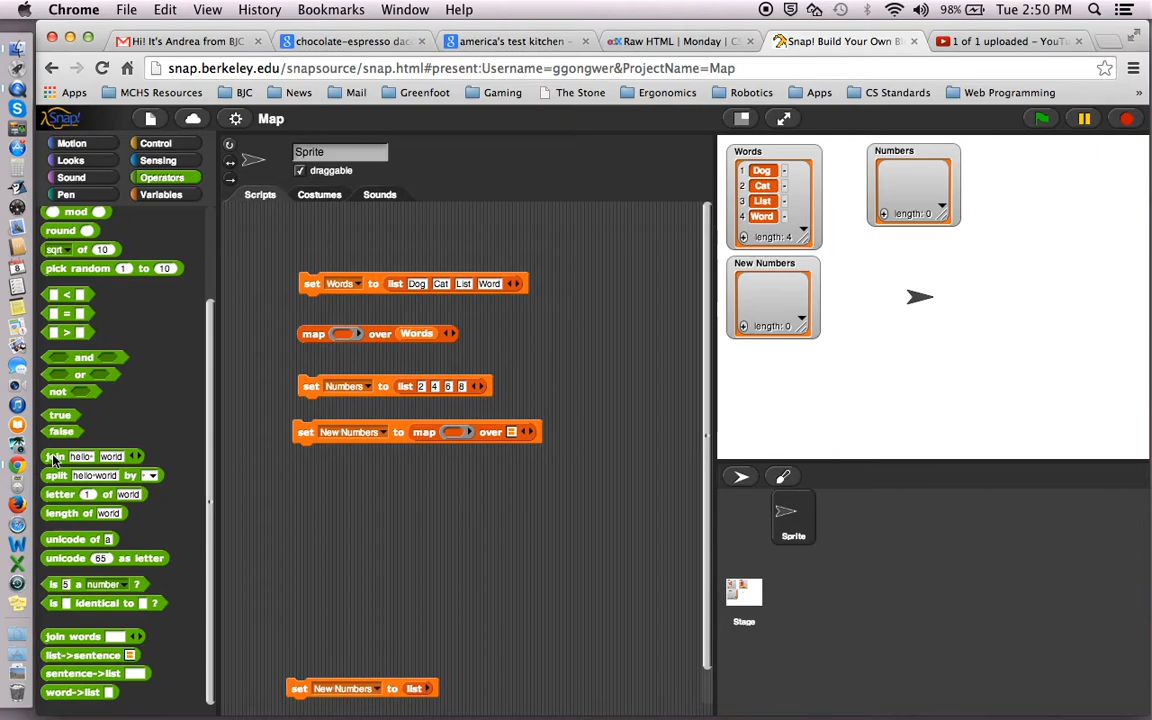 Chrome File Edit View History Bookmarks Window Help 98% Tue 2:50 PM
Hi! It's Andrea from BJC
chocolate-espresso dac
america's test kitchen -
Raw HTML | Monday | CS
Snap! Build Your Own Bl
1 of 1 uploaded - YouTu
snap.berkeley.edu/snapsource/snap.html#present:Username=ggongwer&ProjectName=Map
Apps MCHS Resources BJC News Mail Greenfoot Gaming The Stone Ergonomics Robotics Apps CS Standards Web Programming
Snap! Map
Motion Control
Looks Sensing
Sound Operators
Pen Variables
mod
round
sqrt of 10
pick random 1 to 10
<
=
>
and
or
not
true
false
join hello world
split hello world by
letter 1 of world
length of world
unicode of a
unicode 65 as letter
is 5 a number ?
is identical to ?
join words
list->sentence
sentence->list
word->list
Sprite
draggable
Scripts Costumes Sounds
set Words to list Dog Cat List Word
map over Words
set Numbers to list 2 4 6 8
set New Numbers to map over
set New Numbers to list
Words
1 Dog
2 Cat
3 List
4 Word
length: 4
Numbers
length: 0
New Numbers
length: 0
Sprite
Stage